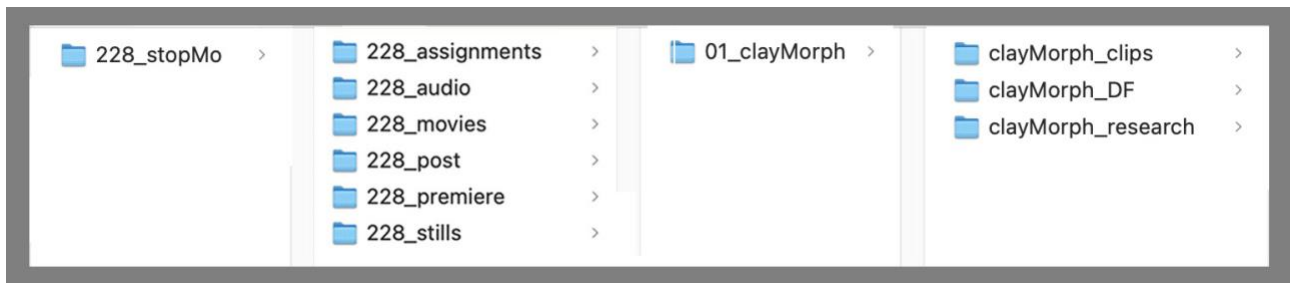 228_stopMo
228_assignments
228_audio
228_movies
228_post
228_premiere
228_stills
01_clayMorph
clayMorph_clips
clayMorph_DF
clayMorph_research